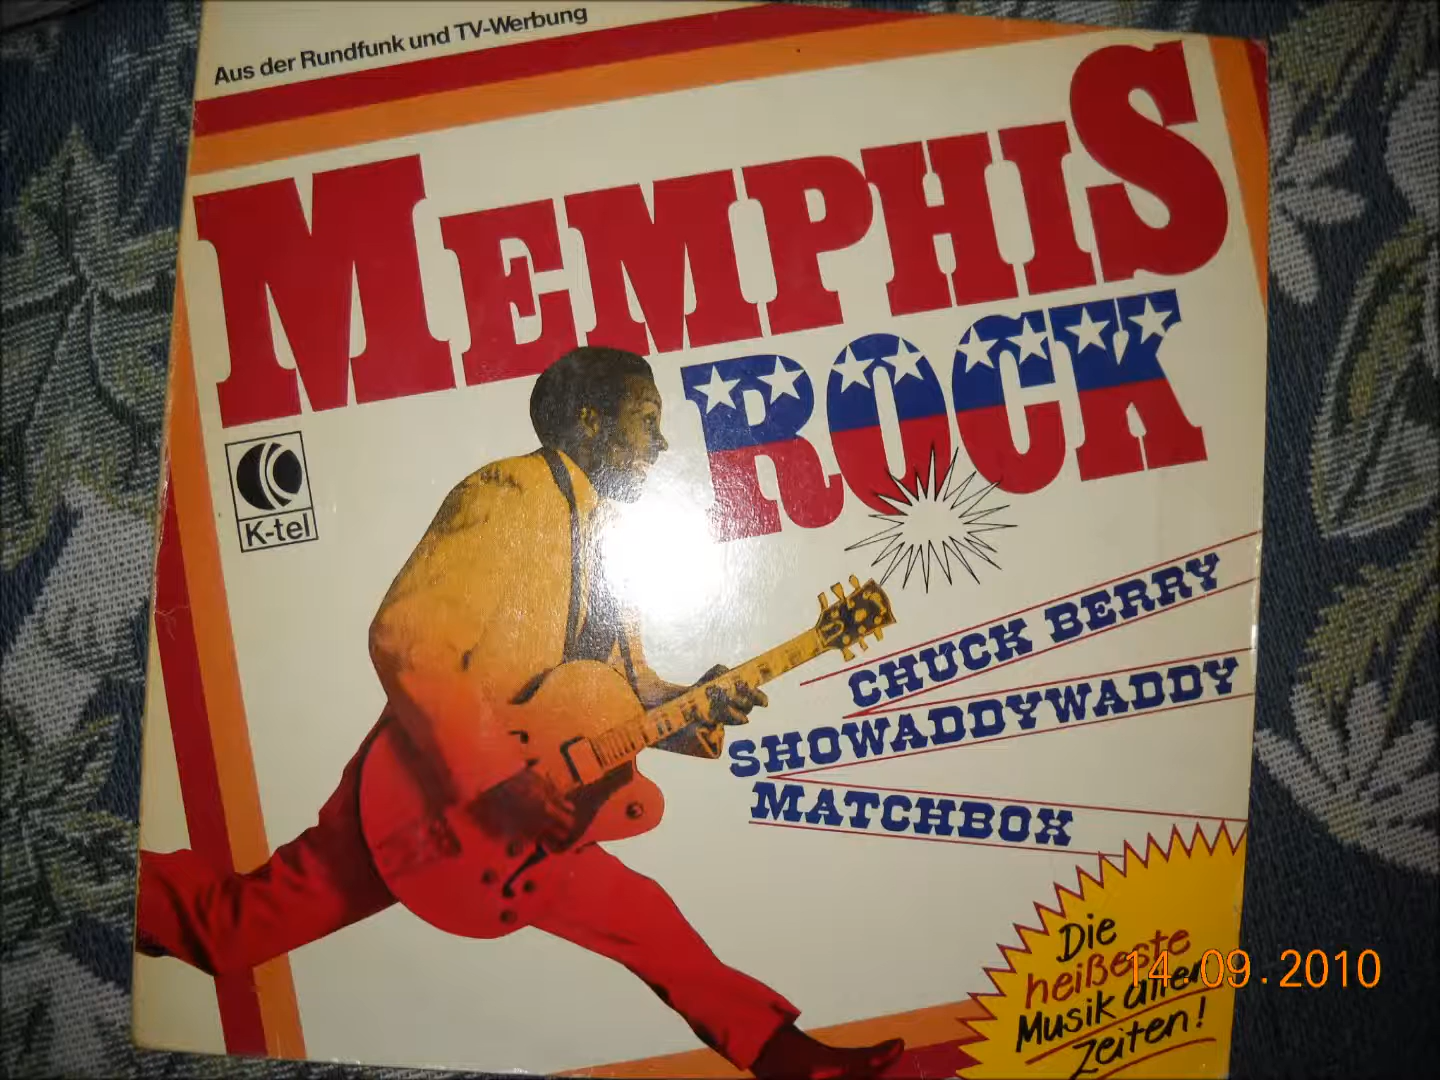 Aus der Rundfunk und TV-Werbung
MEMPHIS
ROCK
K-tel
CHUCK BERRY
SHOWADDYWADDY
MATCHBOX
Die
heißeste
Musik aller
Zeiten!
14.09.2010